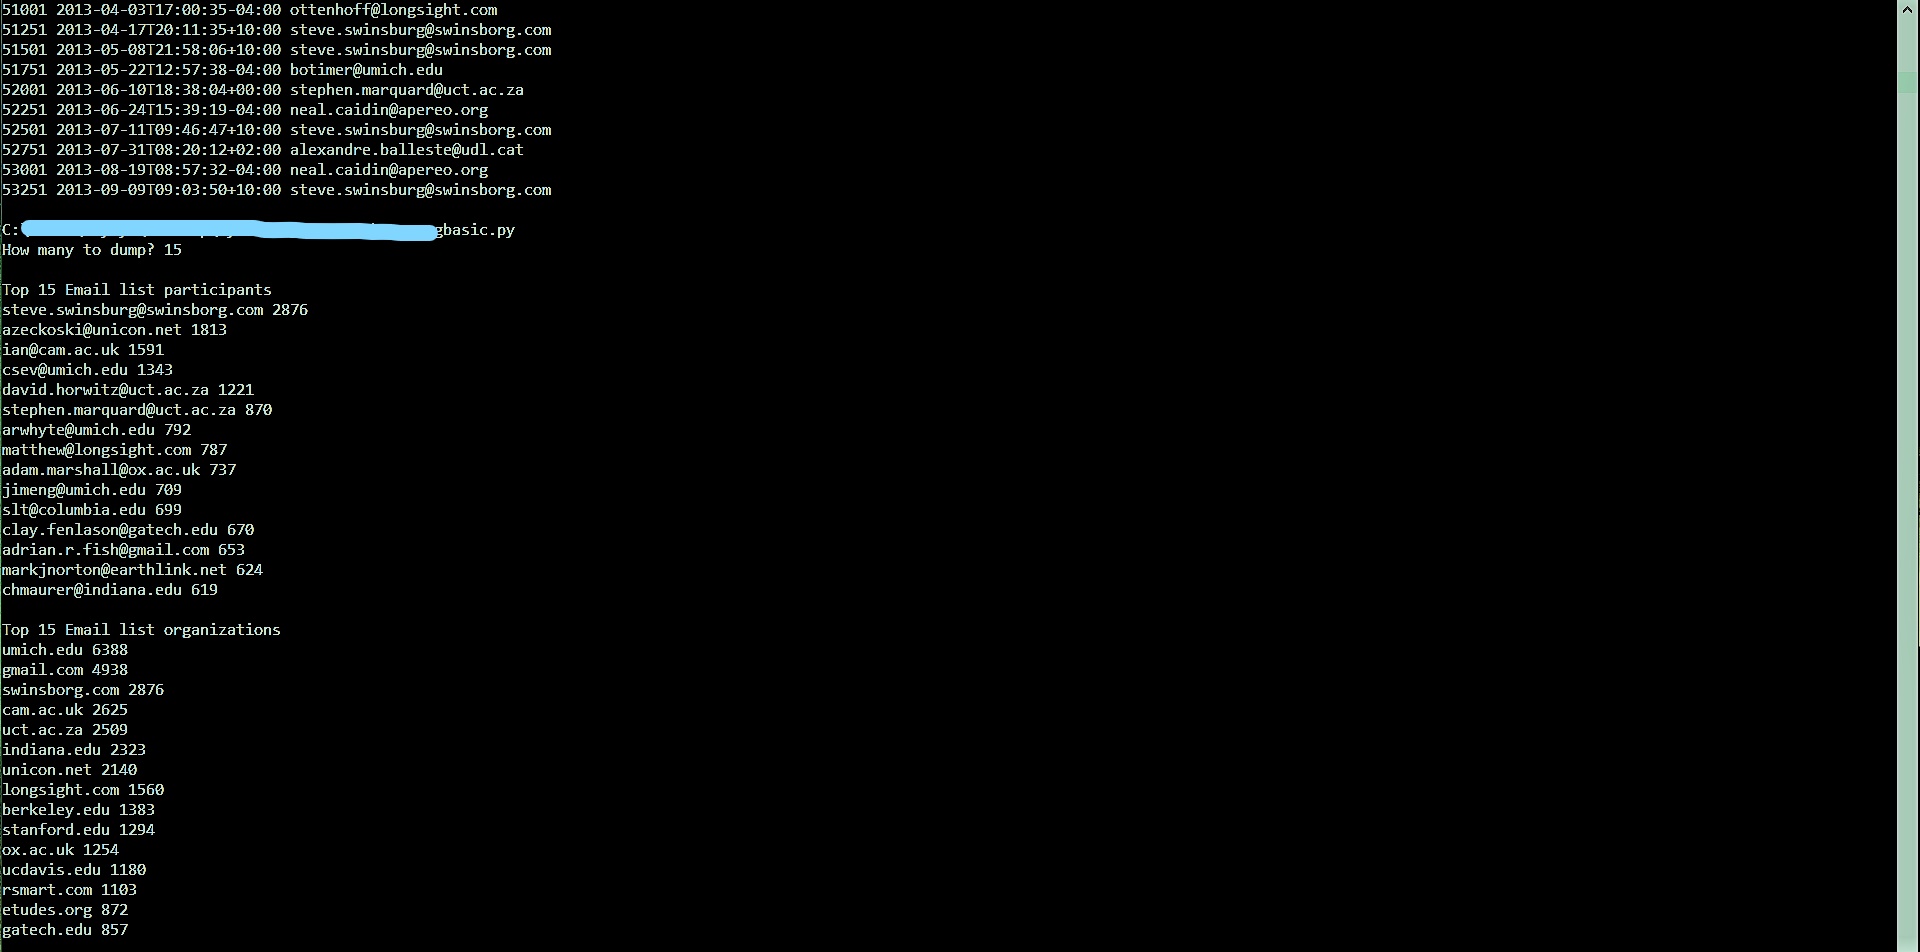 51001 2013-04-03T17:00:35-04:00 ottenhoff@longsight.com
51251 2013-04-17T20:11:35+10:00 steve.swinsburg@swinsborg.com
51501 2013-05-08T21:58:06+10:00 steve.swinsburg@swinsborg.com
51751 2013-05-22T12:57:38-04:00 botimer@umich.edu
52001 2013-06-10T18:38:04+00:00 stephen.marquard@uct.ac.za
52251 2013-06-24T15:39:19-04:00 neal.caidin@apereo.org
52501 2013-07-11T09:46:47+10:00 steve.swinsburg@swinsborg.com
52751 2013-07-31T08:20:12+02:00 alexandre.balleste@udl.cat
53001 2013-08-19T08:57:32-04:00 neal.caidin@apereo.org
53251 2013-09-09T09:03:50+10:00 steve.swinsburg@swinsborg.com
C: gbasic.py
How many to dump? 15
Top 15 Email list participants
steve.swinsburg@swinsborg.com 2876
azeckoski@unicon.net 1813
ian@cam.ac.uk 1591
csev@umich.edu 1343
david.horwitz@uct.ac.za 1221
stephen.marquard@uct.ac.za 870
arwhyte@umich.edu 792
matthew@longsight.com 787
adam.marshall@ox.ac.uk 737
jimeng@umich.edu 709
slt@columbia.edu 699
clay.fenlason@gatech.edu 670
adrian.r.fish@gmail.com 653
markjnorton@earthlink.net 624
chmaurer@indiana.edu 619
Top 15 Email list organizations
umich.edu 6388
gmail.com 4938
swinsborg.com 2876
cam.ac.uk 2625
uct.ac.za 2509
indiana.edu 2323
unicon.net 2140
longsight.com 1560
berkeley.edu 1383
stanford.edu 1294
ox.ac.uk 1254
ucdavis.edu 1180
rsmart.com 1103
etudes.org 872
gatech.edu 857